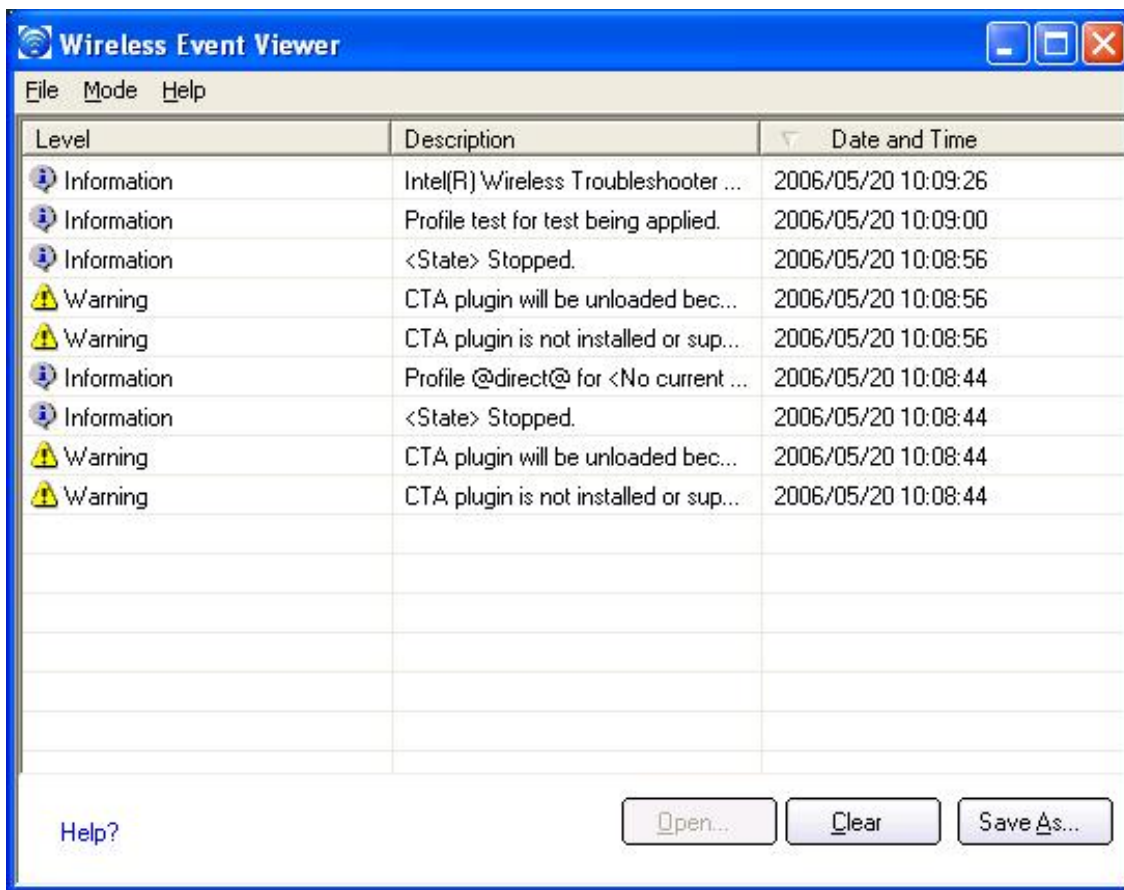 Wireless Event Viewer
File Mode Help
Level Description Date and Time
Information Intel(R) Wireless Troubleshooter ... 2006/05/20 10:09:26
Information Profile test for test being applied. 2006/05/20 10:09:00
Information <State> Stopped. 2006/05/20 10:08:56
Warning CTA plugin will be unloaded bec... 2006/05/20 10:08:56
Warning CTA plugin is not installed or sup... 2006/05/20 10:08:56
Information Profile @direct@ for <No current ... 2006/05/20 10:08:44
Information <State> Stopped. 2006/05/20 10:08:44
Warning CTA plugin will be unloaded bec... 2006/05/20 10:08:44
Warning CTA plugin is not installed or sup... 2006/05/20 10:08:44
Help? Open... Clear Save As...